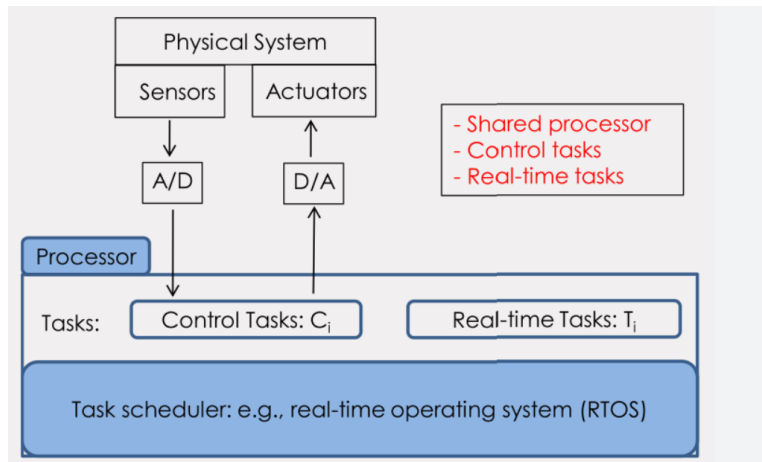 Physical System
Sensors
Actuators
- Shared processor
- Control tasks
- Real-time tasks
A/D
D/A
Processor
Tasks:
Control Tasks: Ci
Real-time Tasks: Ti
Task scheduler: e.g., real-time operating system (RTOS)